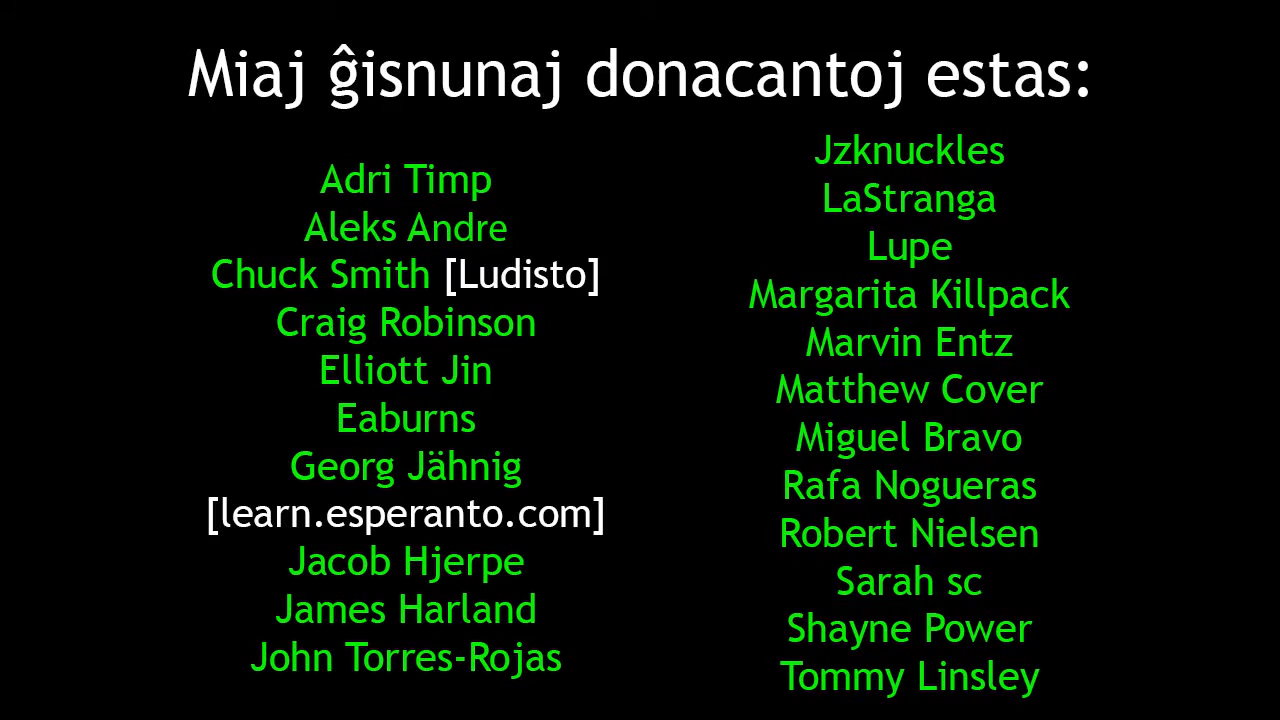 Miaj ĝisnunaj donacantoj estas:
Adri Timp
Aleks Andre
Chuck Smith [Ludisto]
Craig Robinson
Elliott Jin
Eaburns
Georg Jähnig
[learn.esperanto.com]
Jacob Hjerpe
James Harland
John Torres-Rojas
Jzknuckles
LaStranga
Lupe
Margarita Killpack
Marvin Entz
Matthew Cover
Miguel Bravo
Rafa Nogueras
Robert Nielsen
Sarah sc
Shayne Power
Tommy Linsley